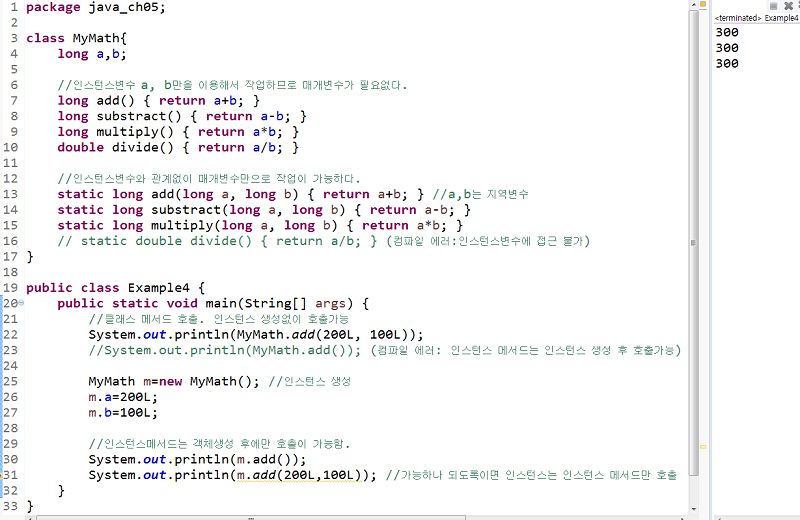 1 package java_ch05;
2
3 class MyMath{
4     long a,b;
5
6     //인스턴스변수 a, b만을 이용해서 작업하므로 매개변수가 필요없다.
7     long add() { return a+b; }
8     long substract() { return a-b; }
9     long multiply() { return a*b; }
10     double divide() { return a/b; }
11
12     //인스턴스변수와 관계없이 매개변수만으로 작업이 가능하다.
13     static long add(long a, long b) { return a+b; } //a,b는 지역변수
14     static long substract(long a, long b) { return a-b; }
15     static long multiply(long a, long b) { return a*b; }
16     // static double divide() { return a/b; } (컴파일 에러:인스턴스변수에 접근 불가)
17 }
18
19 public class Example4 {
20     public static void main(String[] args) {
21         //클래스 메서드 호출. 인스턴스 생성없이 호출가능
22         System.out.println(MyMath.add(200L, 100L));
23         //System.out.println(MyMath.add()); (컴파일 에러: 인스턴스 메서드는 인스턴스 생성 후 호출가능)
24
25         MyMath m=new MyMath(); //인스턴스 생성
26         m.a=200L;
27         m.b=100L;
28
29         //인스턴스메서드는 객체생성 후에만 호출이 가능함.
30         System.out.println(m.add());
31         System.out.println(m.add(200L,100L)); //가능하나 되도록이면 인스턴스는 인스턴스 메서드만 호출
32     }
33 }
<terminated> Example4
300
300
300